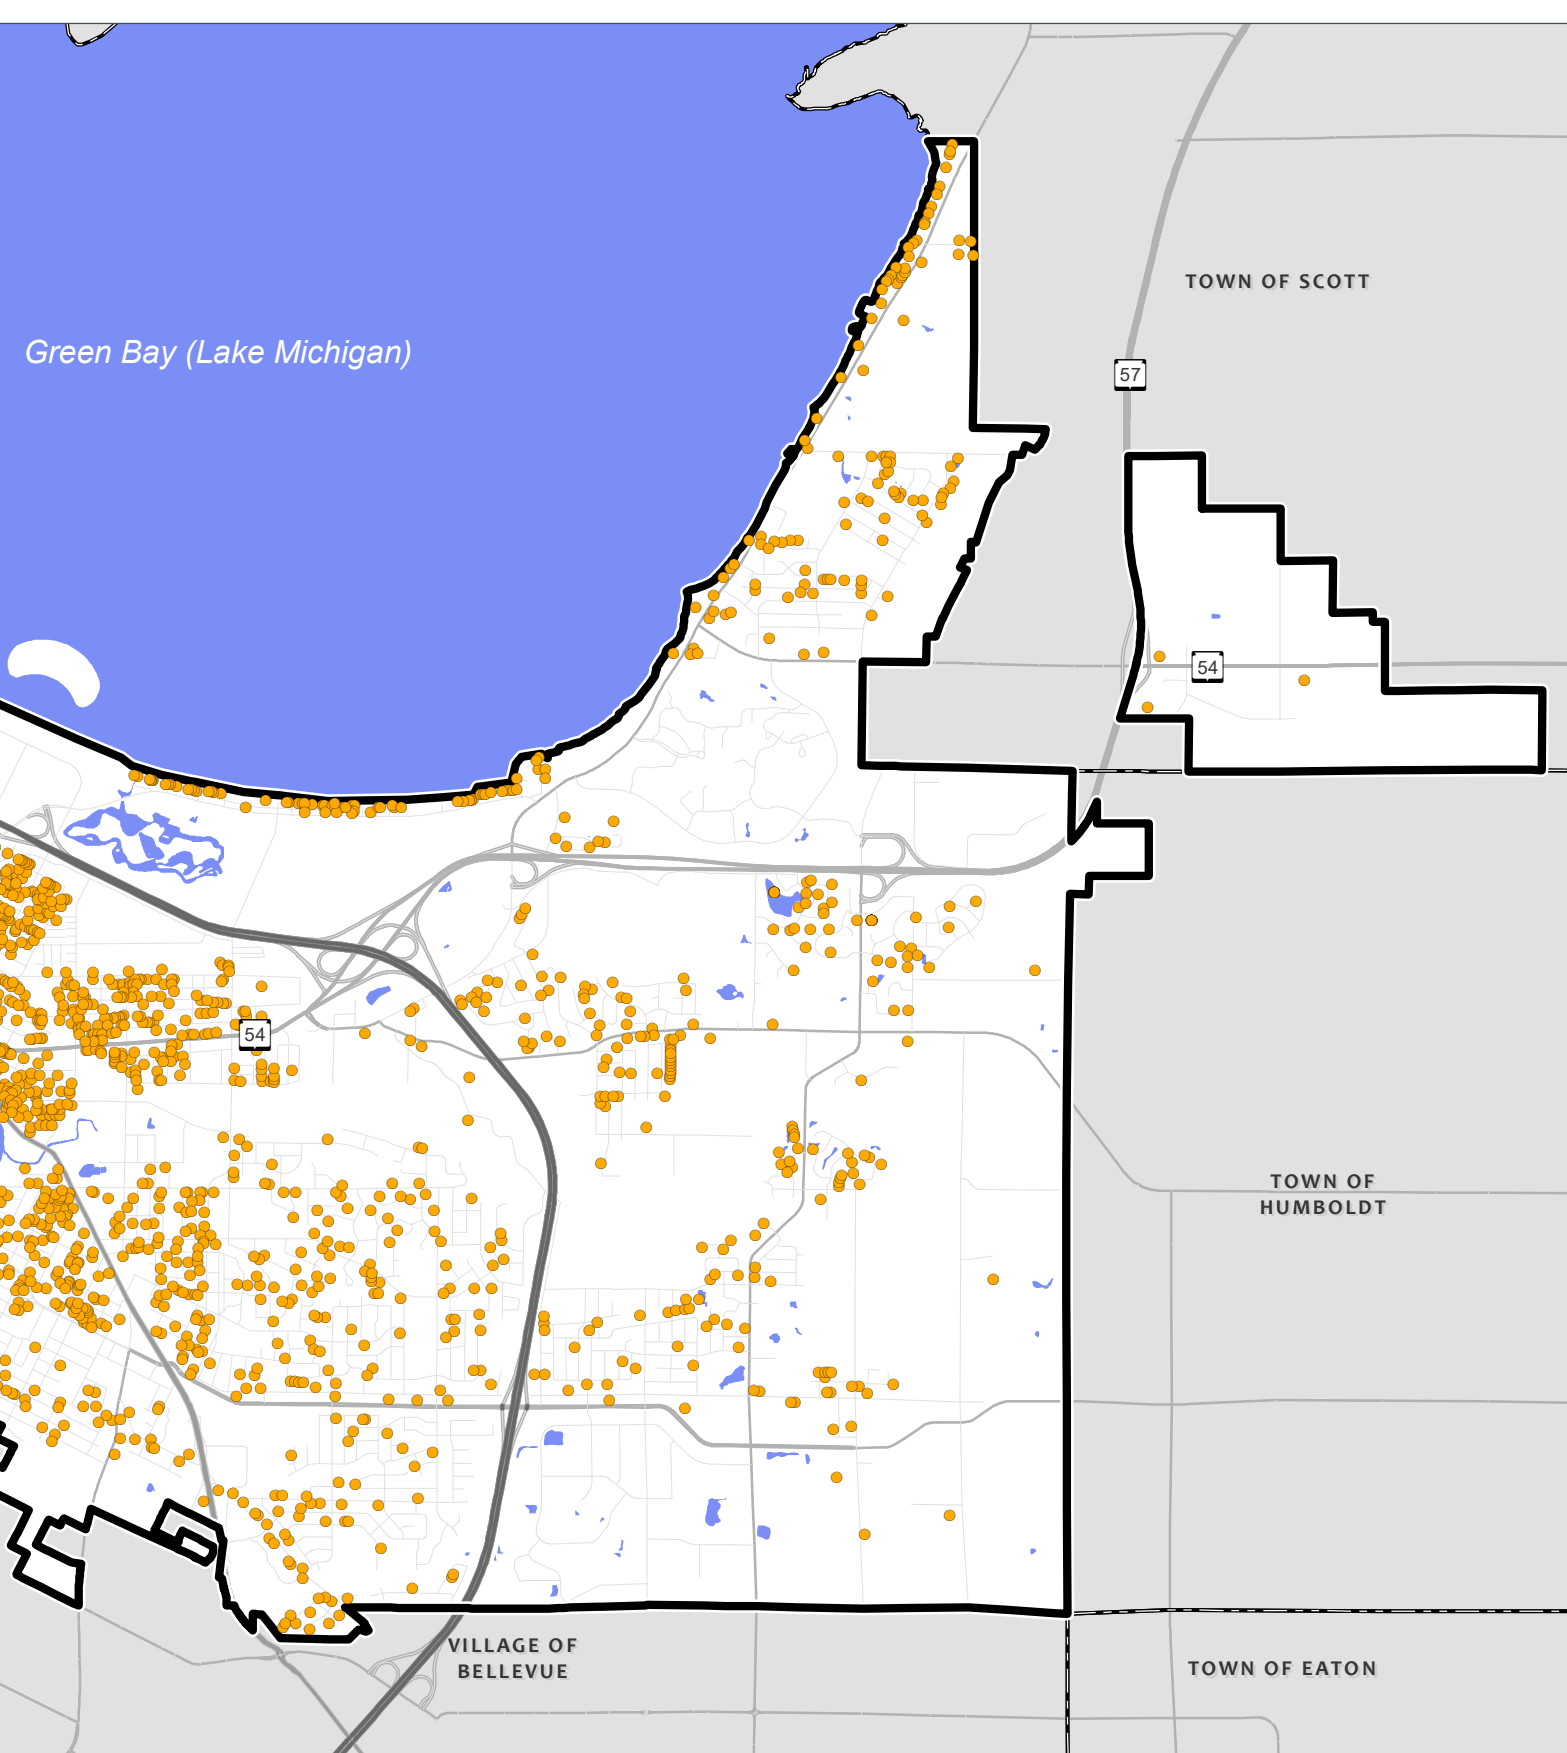 TOWN OF SCOTT
Green Bay (Lake Michigan)
57
54
54
TOWN OF
HUMBOLDT
VILLAGE OF
BELLEVUE
TOWN OF EATON